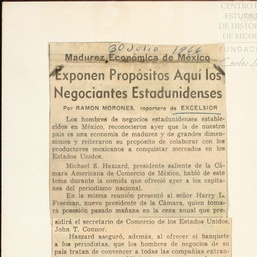 CENTRO
ESTUDI
DE HISTOR
DE MEXIC
FUNDAC
30 Julio 1966
Madurez Económica de México
Exponen Propósitos Aquí los
Negociantes Estadunidenses
Por RAMON MORONES, reportero de EXCELSIOR
Los hombres de negocios estadunidenses estable-
cidos en México, reconocieron ayer que la de nuestro
país es una economía de madurez y de grandes dimen-
siones y reiteraron su propósito de colaborar con los
productores mexicanos a conquistar mercados en los
Estados Unidos.
Michael S. Hazzard, presidente saliente de la Cá-
mara Americana de Comercio de México, habló de
este tema durante la comida que ofreció ayer a la capi-
tanes del periodismo nacional.
En la misma reunión presentó al señor Harry L.
Freeman, nuevo presidente de la Cámara, quien toma-
rá posesión pasado mañana en la cena anual que pre-
sidirá el secretario de Comercio de los Estados Unidos,
John T. Connor.
Hazzard aseguró, además, al ofrecer el banquete
a los periodistas, que los hombres de negocios de su
país tratan de convencer a todas las compañías extran-